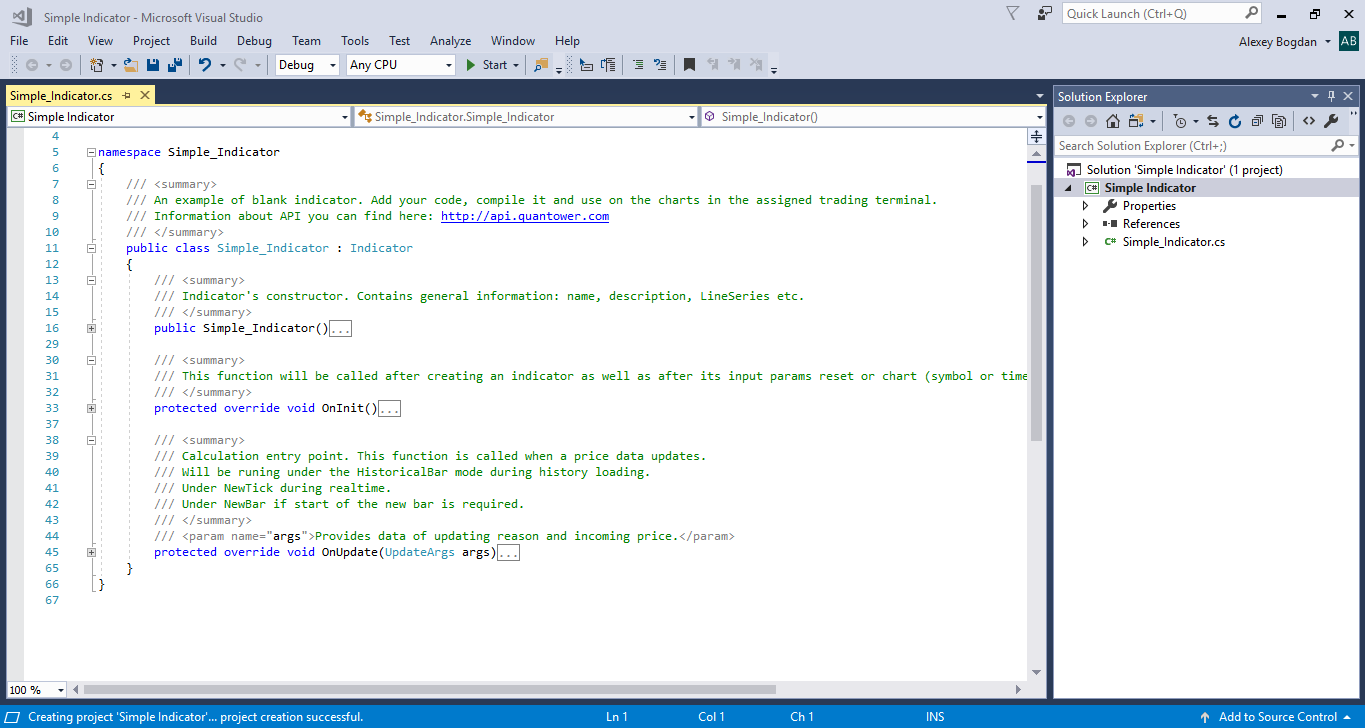 Simple Indicator - Microsoft Visual Studio
Quick Launch (Ctrl+Q)
File Edit View Project Build Debug Team Tools Test Analyze Window Help
Alexey Bogdan AB
Debug Any CPU Start
Simple_Indicator.cs
C# Simple Indicator Simple_Indicator.Simple_Indicator Simple_Indicator()
4
5 namespace Simple_Indicator
6 {
7 /// <summary>
8 /// An example of blank indicator. Add your code, compile it and use on the charts in the assigned trading terminal.
9 /// Information about API you can find here: http://api.quantower.com
10 /// </summary>
11 public class Simple_Indicator : Indicator
12 {
13 /// <summary>
14 /// Indicator's constructor. Contains general information: name, description, LineSeries etc.
15 /// </summary>
16 public Simple_Indicator()...
29
30 /// <summary>
31 /// This function will be called after creating an indicator as well as after its input params reset or chart (symbol or time
32 /// </summary>
33 protected override void OnInit()...
37
38 /// <summary>
39 /// Calculation entry point. This function is called when a price data updates.
40 /// Will be runing under the HistoricalBar mode during history loading.
41 /// Under NewTick during realtime.
42 /// Under NewBar if start of the new bar is required.
43 /// </summary>
44 /// <param name="args">Provides data of updating reason and incoming price.</param>
45 protected override void OnUpdate(UpdateArgs args)...
65 }
66 }
67
100 %
Solution Explorer
Search Solution Explorer (Ctrl+;)
Solution 'Simple Indicator' (1 project)
C# Simple Indicator
Properties
References
C# Simple_Indicator.cs
Creating project 'Simple Indicator'... project creation successful. Ln 1 Col 1 Ch 1 INS Add to Source Control